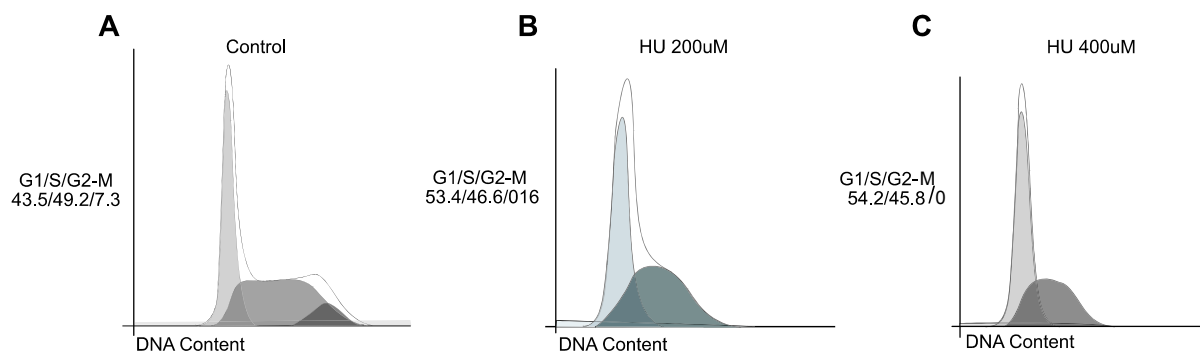 A
Control
G1/S/G2-M
43.5/49.2/7.3
DNA Content
B
HU 200uM
G1/S/G2-M
53.4/46.6/016
DNA Content
C
HU 400uM
G1/S/G2-M
54.2/45.8/0
DNA Content